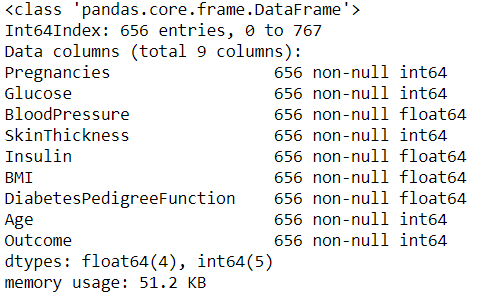 <class 'pandas.core.frame.DataFrame'>
Int64Index: 656 entries, 0 to 767
Data columns (total 9 columns):
Pregnancies                 656 non-null int64
Glucose                     656 non-null int64
BloodPressure               656 non-null float64
SkinThickness               656 non-null int64
Insulin                     656 non-null float64
BMI                         656 non-null float64
DiabetesPedigreeFunction    656 non-null float64
Age                         656 non-null int64
Outcome                     656 non-null int64
dtypes: float64(4), int64(5)
memory usage: 51.2 KB